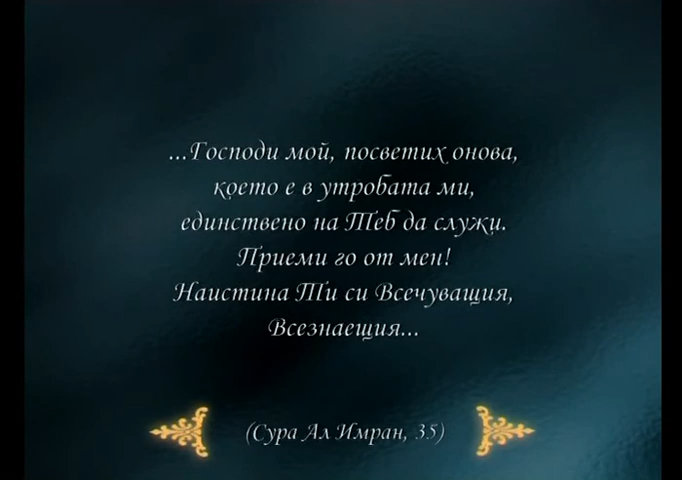 ...Господи мой, посветих онова,
което е в утробата ми,
единствено на Теб да служи.
Приеми го от мен!
Наистина Ти си Всечуващия,
Всезнаещия...
(Сура Ал Имран, 35)